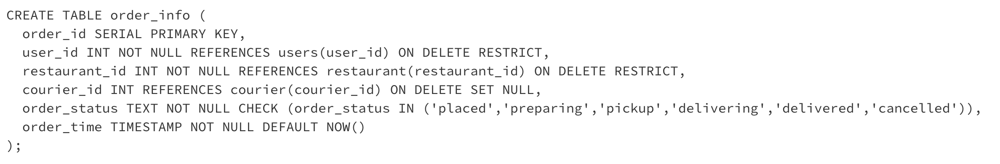 CREATE TABLE order_info (
  order_id SERIAL PRIMARY KEY,
  user_id INT NOT NULL REFERENCES users(user_id) ON DELETE RESTRICT,
  restaurant_id INT NOT NULL REFERENCES restaurant(restaurant_id) ON DELETE RESTRICT,
  courier_id INT REFERENCES courier(courier_id) ON DELETE SET NULL,
  order_status TEXT NOT NULL CHECK (order_status IN ('placed','preparing','pickup','delivering','delivered','cancelled')),
  order_time TIMESTAMP NOT NULL DEFAULT NOW()
);